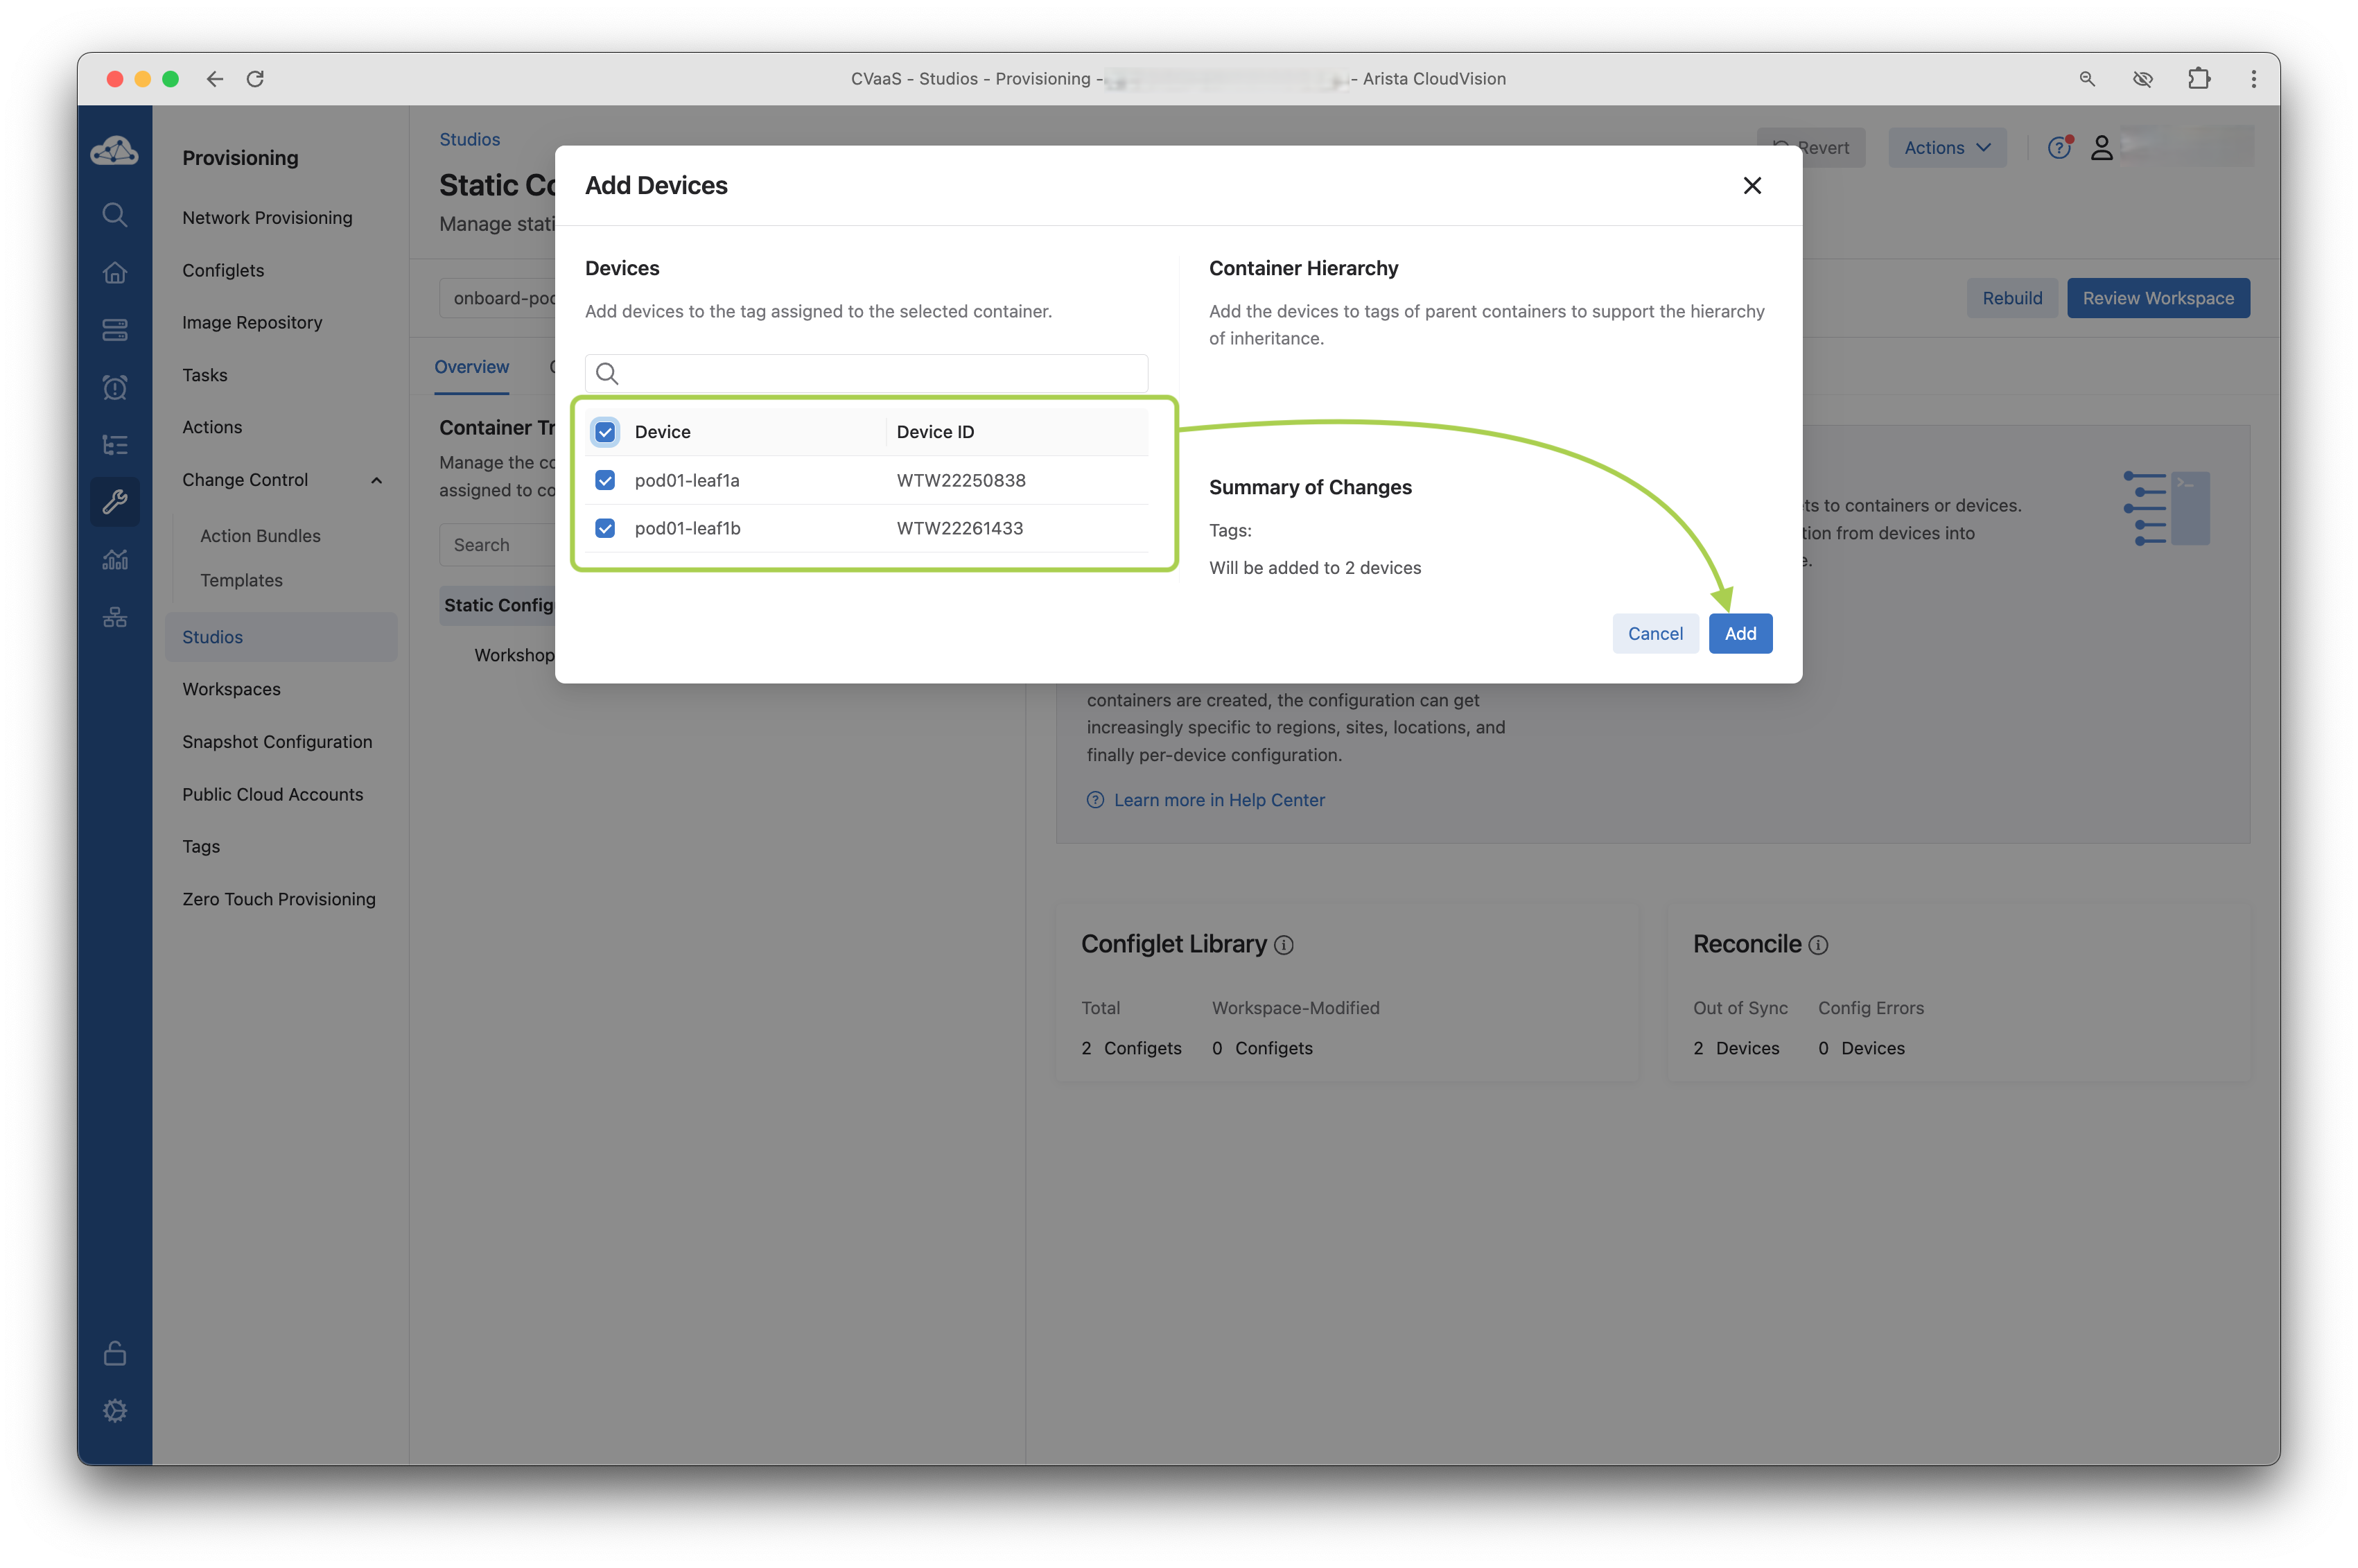 CVaaS - Studios - Provisioning -
- Arista CloudVision
Provisioning
Network Provisioning
Configlets
Image Repository
Tasks
Actions
Change Control
Action Bundles
Templates
Studios
Workspaces
Snapshot Configuration
Public Cloud Accounts
Tags
Zero Touch Provisioning
Studios
Static Co
Manage stati
Revert
Actions
onboard-poc
Rebuild
Review Workspace
Overview
Container Tr
Manage the co
assigned to co
Search
Static Config
Workshop
Add Devices
Devices
Add devices to the tag assigned to the selected container.
Device
Device ID
pod01-leaf1a
WTW22250838
pod01-leaf1b
WTW22261433
Container Hierarchy
Add the devices to tags of parent containers to support the hierarchy
of inheritance.
Summary of Changes
Tags:
Will be added to 2 devices
Cancel
Add
ts to containers or devices.
tion from devices into
e.
containers are created, the configuration can get
increasingly specific to regions, sites, locations, and
finally per-device configuration.
Learn more in Help Center
Configlet Library
Total
Workspace-Modified
2 Configets
0 Configets
Reconcile
Out of Sync
Config Errors
2 Devices
0 Devices